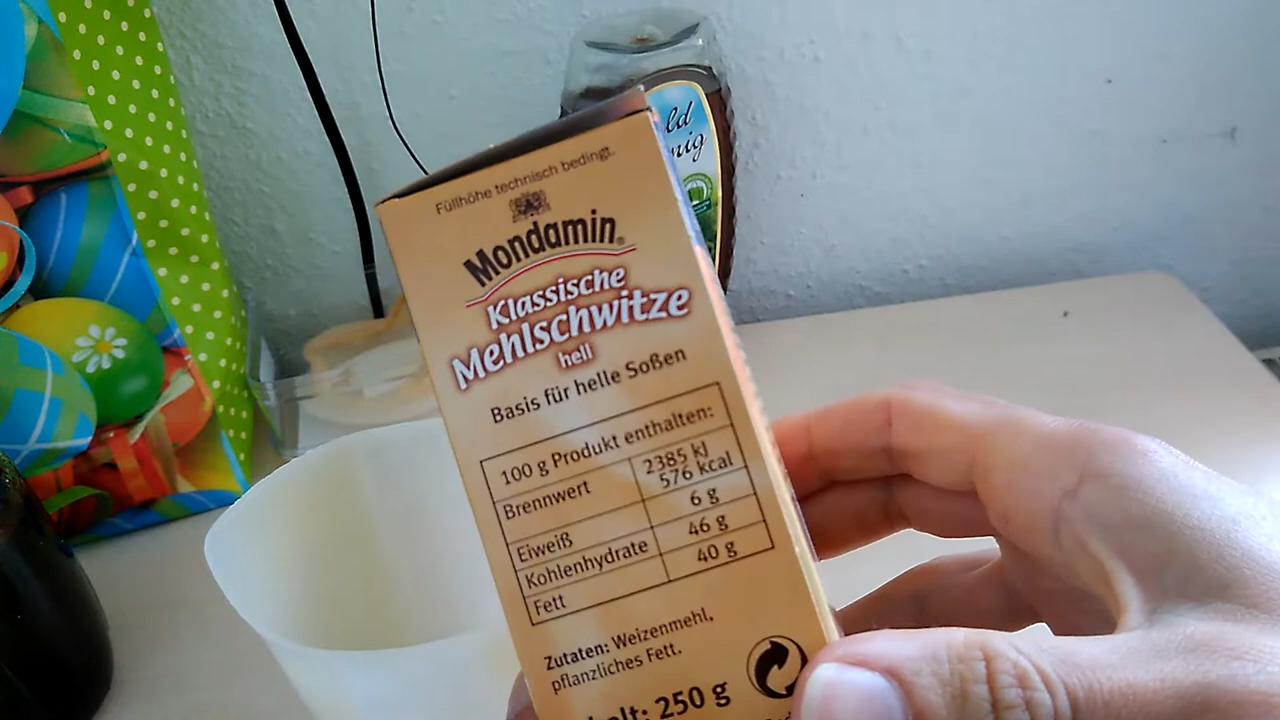 Füllhöhe technisch bedingt.
Mondamin®
Klassische
Mehlschwitze
hell
Basis für helle Soßen
100 g Produkt enthalten:
Brennwert 2385 kJ
576 kcal
Eiweiß 6 g
Kohlenhydrate 46 g
Fett 40 g
Zutaten: Weizenmehl,
pflanzliches Fett.
250 g